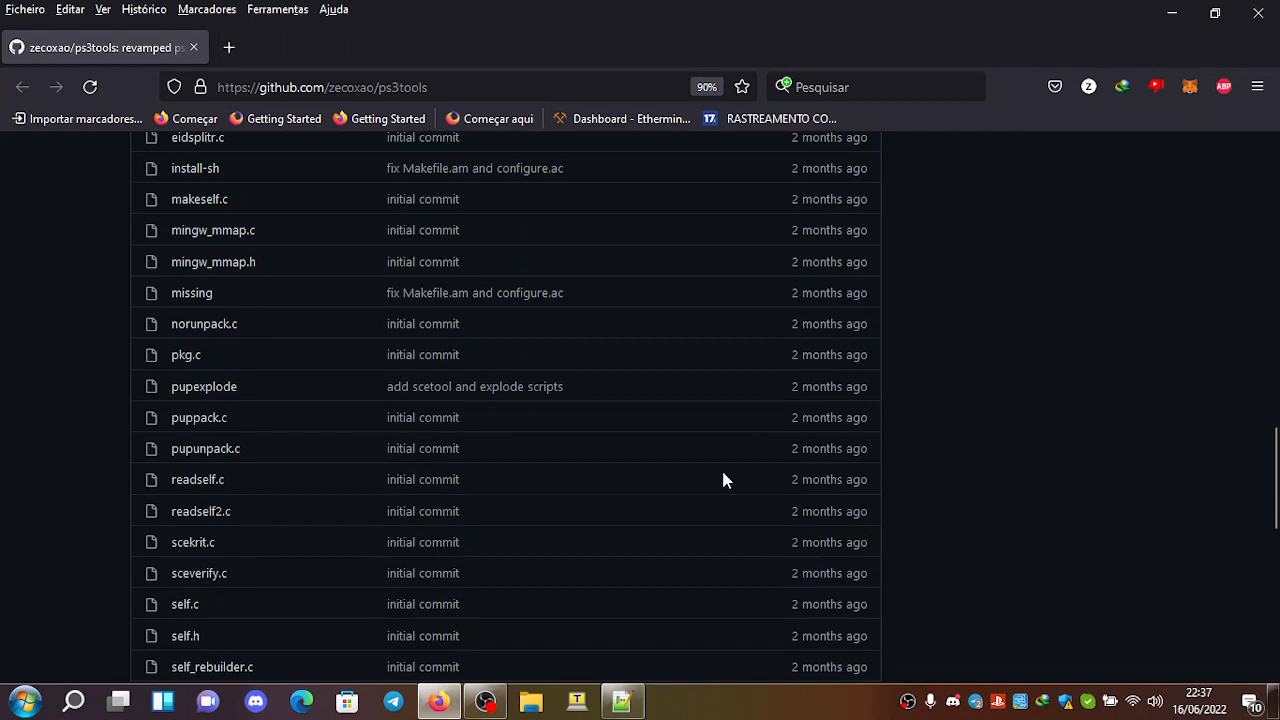 Ficheiro Editar Ver Histórico Marcadores Ferramentas Ajuda
zecoxao/ps3tools: revamped ps
https://github.com/zecoxao/ps3tools 90% Pesquisar Z ABP
Importar marcadores... Começar Getting Started Getting Started Começar aqui Dashboard - Ethermin... 17 RASTREAMENTO CO...
eidsplitr.c initial commit 2 months ago
install-sh fix Makefile.am and configure.ac 2 months ago
makeself.c initial commit 2 months ago
mingw_mmap.c initial commit 2 months ago
mingw_mmap.h initial commit 2 months ago
missing fix Makefile.am and configure.ac 2 months ago
norunpack.c initial commit 2 months ago
pkg.c initial commit 2 months ago
pupexplode add scetool and explode scripts 2 months ago
puppack.c initial commit 2 months ago
pupunpack.c initial commit 2 months ago
readself.c initial commit 2 months ago
readself2.c initial commit 2 months ago
scekrit.c initial commit 2 months ago
sceverify.c initial commit 2 months ago
self.c initial commit 2 months ago
self.h initial commit 2 months ago
self_rebuilder.c initial commit 2 months ago
T 22:37
16/06/2022 10